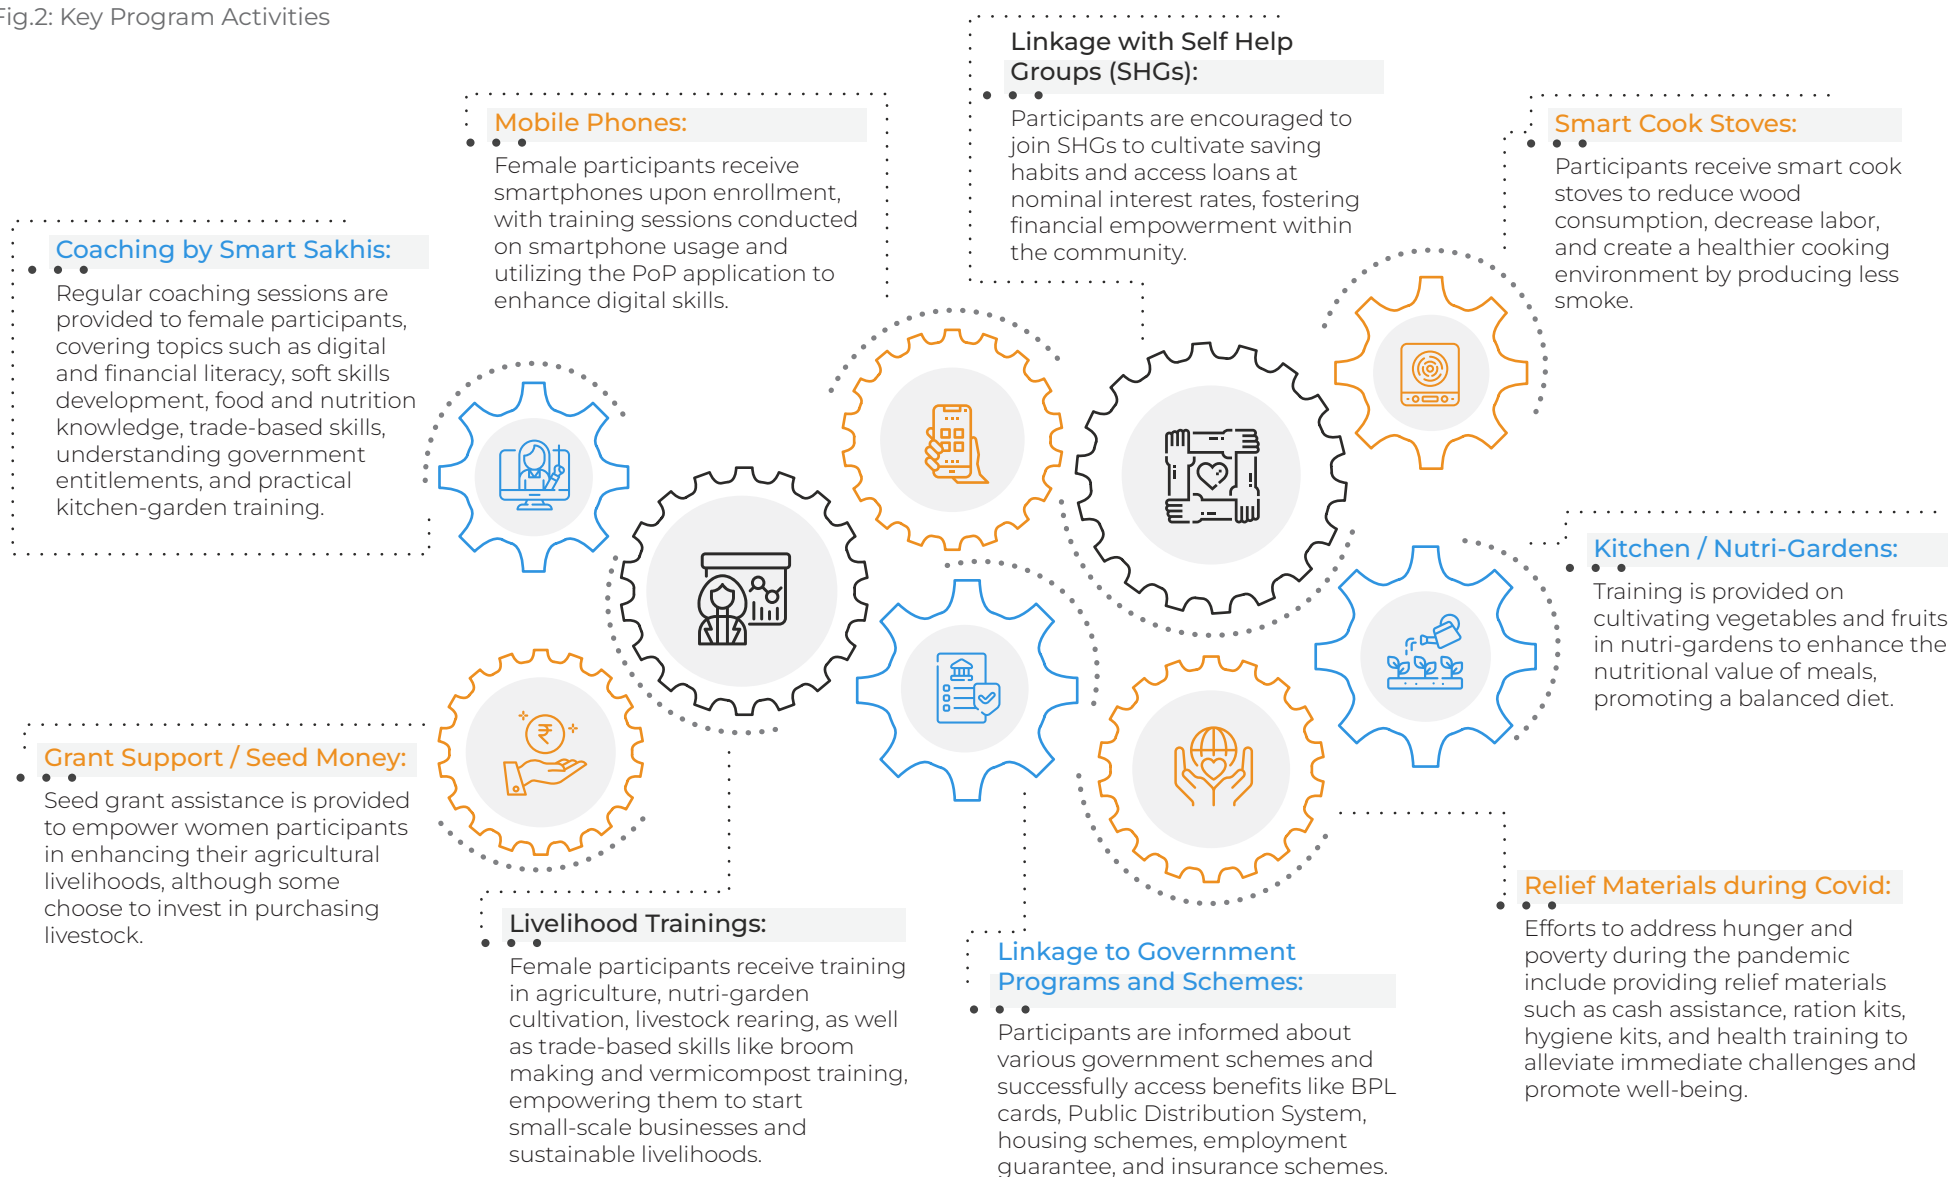 Fig.2: Key Program Activities
Linkage with Self Help
Groups (SHGs):
Participants are encouraged to
join SHGs to cultivate saving
habits and access loans at
nominal interest rates, fostering
financial empowerment within
the community.
Mobile Phones:
Female participants receive
smartphones upon enrollment,
with training sessions conducted
on smartphone usage and
utilizing the PoP application to
enhance digital skills.
Smart Cook Stoves:
Participants receive smart cook
stoves to reduce wood
consumption, decrease labor,
and create a healthier cooking
environment by producing less
smoke.
Coaching by Smart Sakhis:
Regular coaching sessions are
provided to female participants,
covering topics such as digital
and financial literacy, soft skills
development, food and nutrition
knowledge, trade-based skills,
understanding government
entitlements, and practical
kitchen-garden training.
Kitchen / Nutri-Gardens:
Training is provided on
cultivating vegetables and fruits
in nutri-gardens to enhance the
nutritional value of meals,
promoting a balanced diet.
₹
Grant Support / Seed Money:
Seed grant assistance is provided
to empower women participants
in enhancing their agricultural
livelihoods, although some
choose to invest in purchasing
livestock.
Livelihood Trainings:
Female participants receive training
in agriculture, nutri-garden
cultivation, livestock rearing, as well
as trade-based skills like broom
making and vermicompost training,
empowering them to start
small-scale businesses and
sustainable livelihoods.
Linkage to Government
Programs and Schemes:
Participants are informed about
various government schemes and
successfully access benefits like BPL
cards, Public Distribution System,
housing schemes, employment
guarantee, and insurance schemes.
Relief Materials during Covid:
Efforts to address hunger and
poverty during the pandemic
include providing relief materials
such as cash assistance, ration kits,
hygiene kits, and health training to
alleviate immediate challenges and
promote well-being.